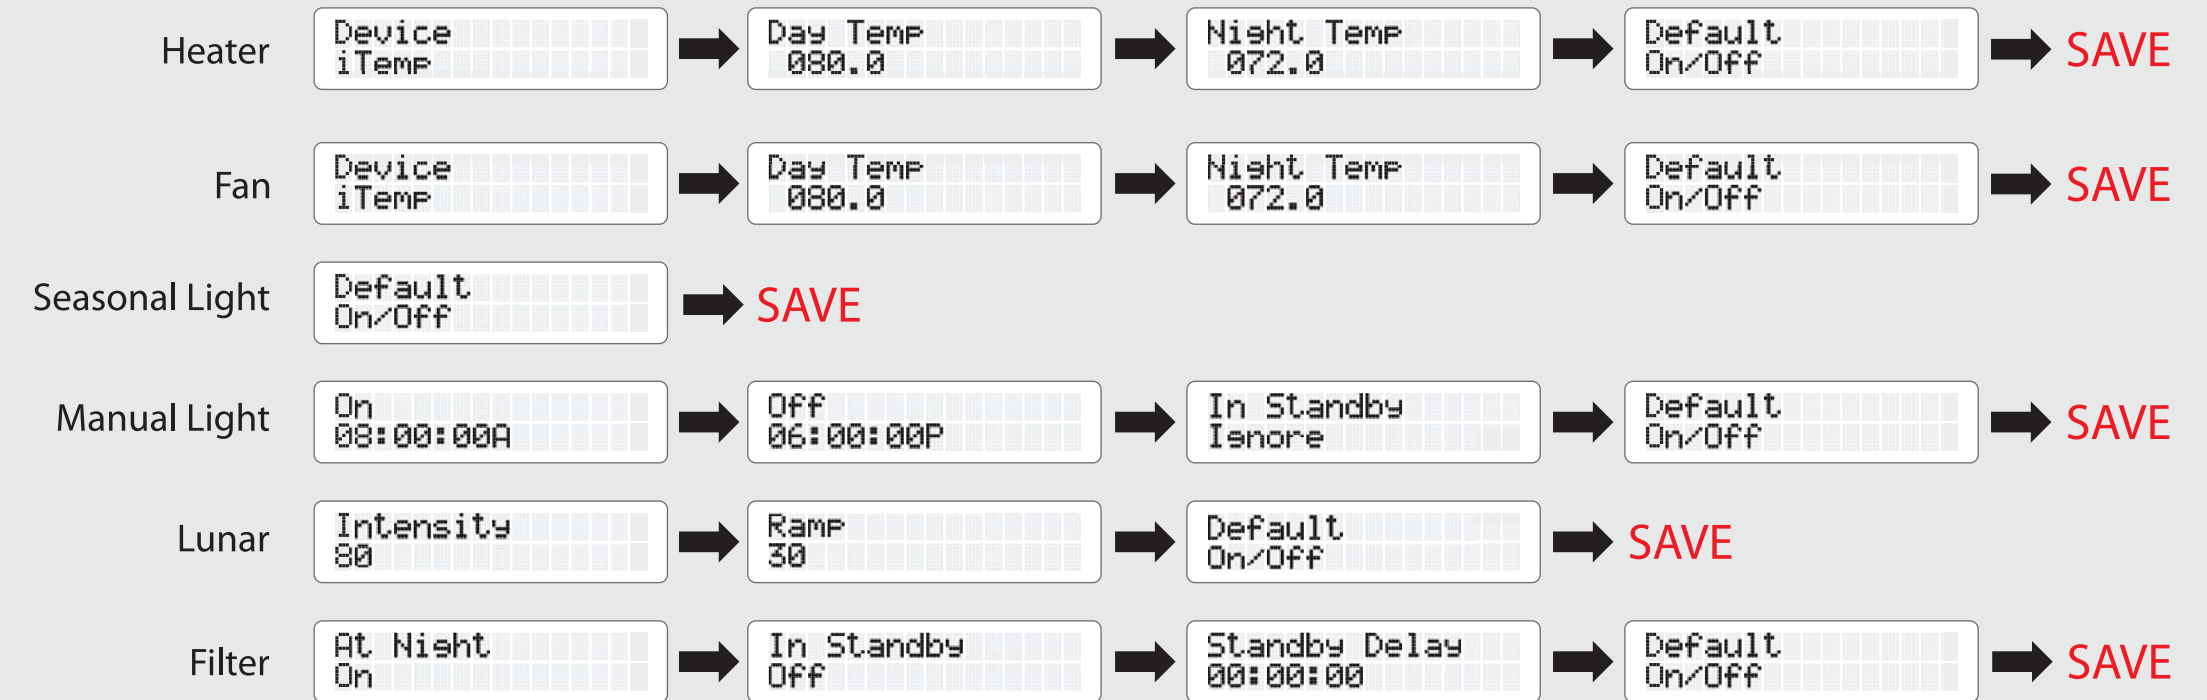 Heater
Device
iTemp
Day Temp
080.0
Night Temp
072.0
Default
On/Off
SAVE
Fan
Device
iTemp
Day Temp
080.0
Night Temp
072.0
Default
On/Off
SAVE
Seasonal Light
Default
On/Off
SAVE
Manual Light
On
08:00:00A
Off
06:00:00P
In Standby
Ignore
Default
On/Off
SAVE
Lunar
Intensity
80
Ramp
30
Default
On/Off
SAVE
Filter
At Night
On
In Standby
Off
Standby Delay
00:00:00
Default
On/Off
SAVE